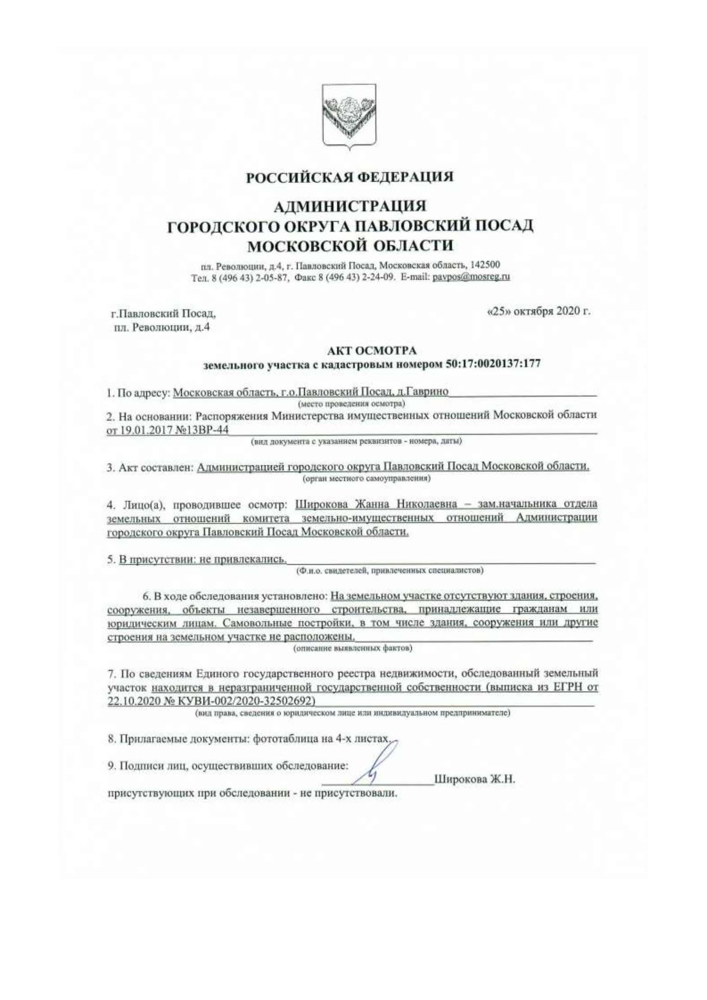 РОССИЙСКАЯ ФЕДЕРАЦИЯ
АДМИНИСТРАЦИЯ
ГОРОДСКОГО ОКРУГА ПАВЛОВСКИЙ ПОСАД
МОСКОВСКОЙ ОБЛАСТИ
пл. Революции, д.4, г. Павловский Посад, Московская область, 142500
Тел. 8 (496 43) 2-05-87, Факс 8 (496 43) 2-24-09. E-mail: pavpos@mosreg.ru
г.Павловский Посад,
«25» октября 2020 г.
пл. Революции, д.4
АКТ ОСМОТРА
земельного участка с кадастровым номером 50:17:0020137:177
1. По адресу: Московская область, г.о.Павловский Посад, д.Гаврино
(место проведения осмотра)
2. На основании: Распоряжения Министерства имущественных отношений Московской области
от 19.01.2017 №13ВР-44
(вид документа с указанием реквизитов - номера, даты)
3. Акт составлен: Администрацией городского округа Павловский Посад Московской области.
(орган местного самоуправления)
4. Лицо(а), проводившее осмотр: Широкова Жанна Николаевна – зам.начальника отдела
земельных отношений комитета земельно-имущественных отношений Администрации
городского округа Павловский Посад Московской области.
5. В присутствии: не привлекались.
(Ф.и.о. свидетелей, привлеченных специалистов)
6. В ходе обследования установлено: На земельном участке отсутствуют здания, строения,
сооружения, объекты незавершенного строительства, принадлежащие гражданам или
юридическим лицам. Самовольные постройки, в том числе здания, сооружения или другие
строения на земельном участке не расположены.
(описание выявленных фактов)
7. По сведениям Единого государственного реестра недвижимости, обследованный земельный
участок находится в неразграниченной государственной собственности (выписка из ЕГРН от
22.10.2020 № КУВИ-002/2020-32502692)
(вид права, сведения о юридическом лице или индивидуальном предпринимателе)
8. Прилагаемые документы: фототаблица на 4-х листах.
9. Подписи лиц, осуществивших обследование:
Широкова Ж.Н.
присутствующих при обследовании - не присутствовали.